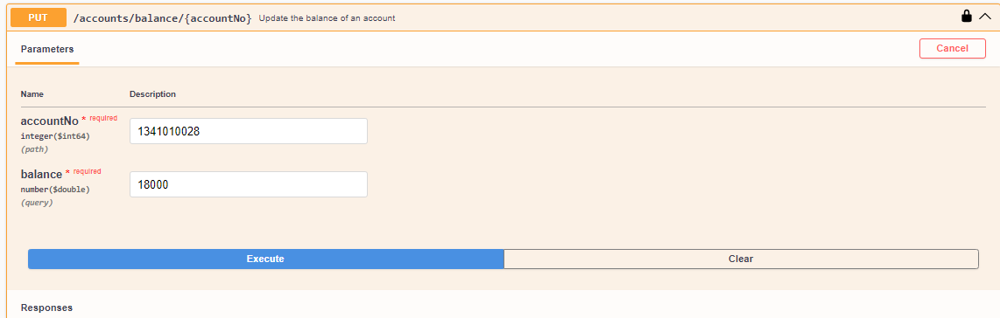 PUT /accounts/balance/{accountNo} Update the balance of an account
Parameters Cancel
Name Description
accountNo * required
integer($int64)
(path)
1341010028
balance * required
number($double)
(query)
18000
Execute Clear
Responses